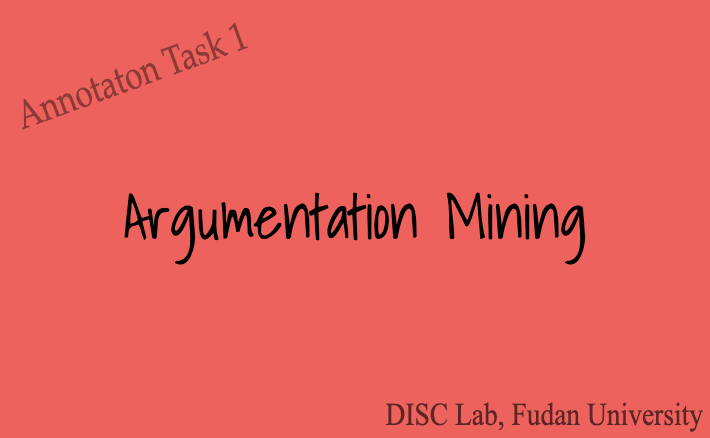 Annotaton Task 1
Argumentation Mining
DISC Lab, Fudan University